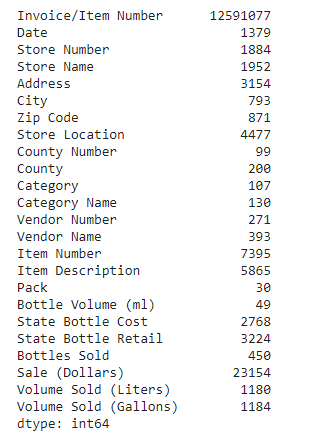 Invoice/Item Number 12591077
Date 1379
Store Number 1884
Store Name 1952
Address 3154
City 793
Zip Code 871
Store Location 4477
County Number 99
County 200
Category 107
Category Name 130
Vendor Number 271
Vendor Name 393
Item Number 7395
Item Description 5865
Pack 30
Bottle Volume (ml) 49
State Bottle Cost 2768
State Bottle Retail 3224
Bottles Sold 450
Sale (Dollars) 23154
Volume Sold (Liters) 1180
Volume Sold (Gallons) 1184
dtype: int64